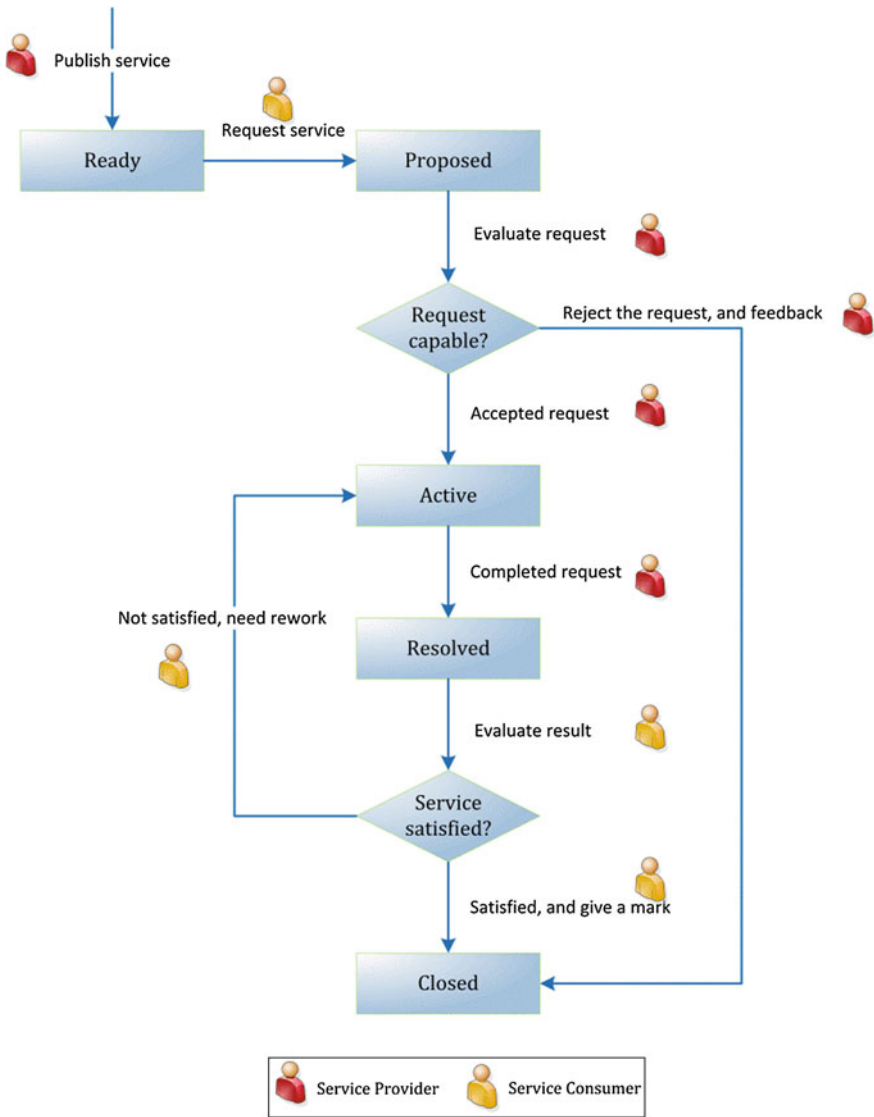 Publish service
Request service
Ready
Proposed
Evaluate request
Request
capable?
Reject the request, and feedback
Accepted request
Active
Completed request
Not satisfied, need rework
Resolved
Evaluate result
Service
satisfied?
Satisfied, and give a mark
Closed
Service Provider
Service Consumer